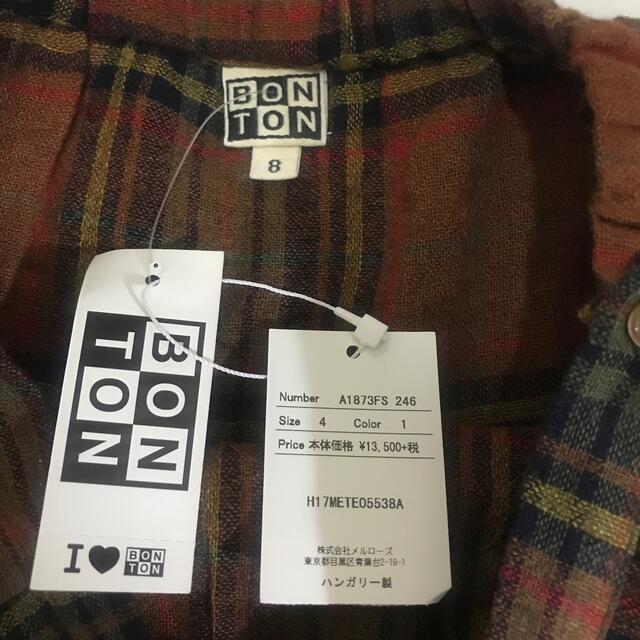 BON
TON
8
BON
TON
I ♥ BON
TON
Number A1873FS 246
Size 4 Color 1
Price 本体価格 ¥13,500+税
H17METE05538A
株式会社メルローズ
東京都目黒区青葉台2-18-1
ハンガリー製